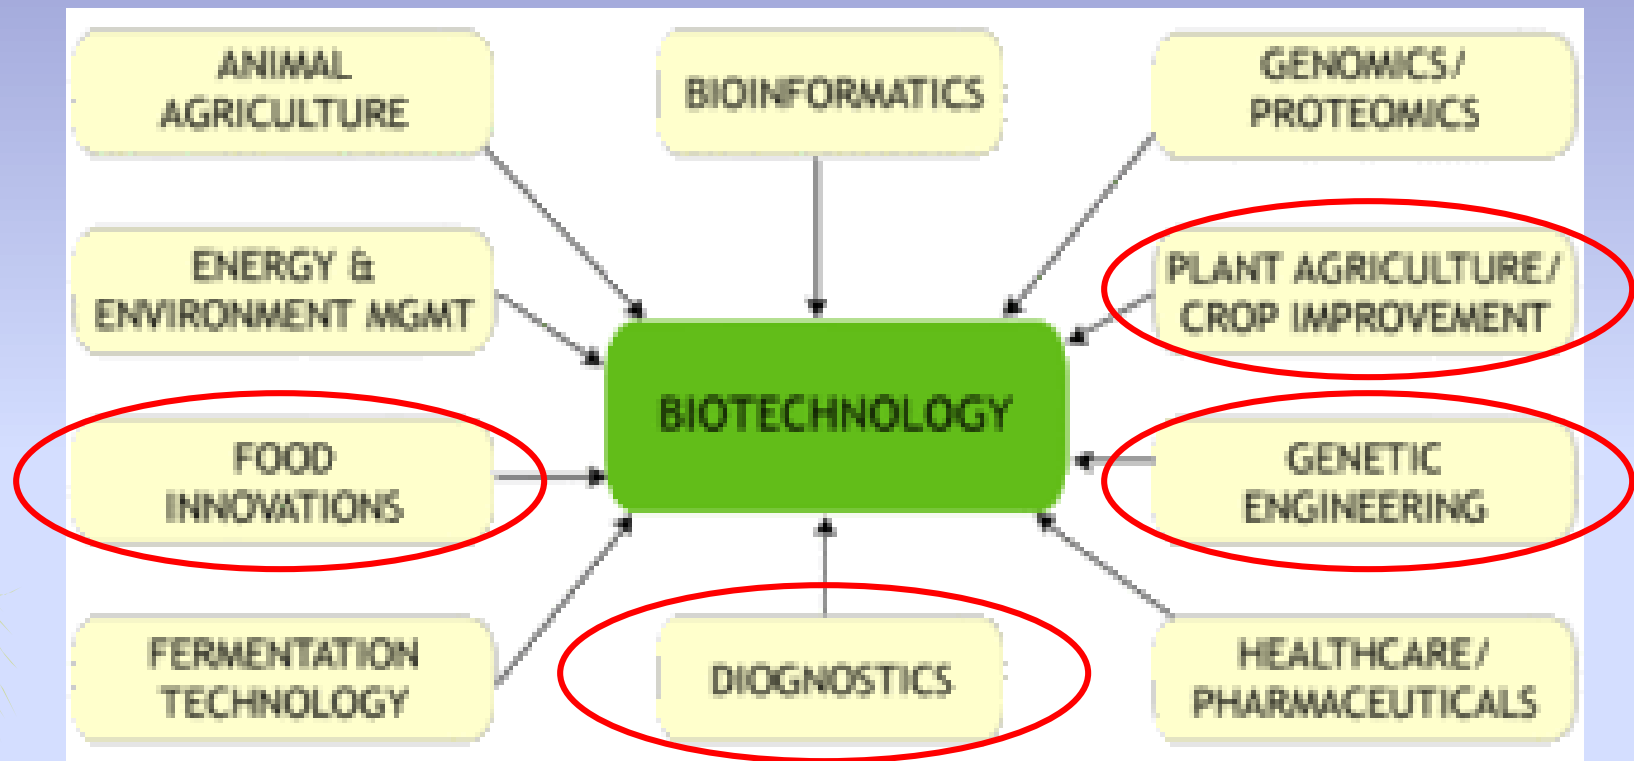 ANIMAL
AGRICULTURE
BIOINFORMATICS
GENOMICS/
PROTEOMICS
ENERGY &
ENVIRONMENT MGMT
PLANT AGRICULTURE/
CROP IMPROVEMENT
BIOTECHNOLOGY
FOOD
INNOVATIONS
GENETIC
ENGINEERING
FERMENTATION
TECHNOLOGY
DIOGNOSTICS
HEALTHCARE/
PHARMACEUTICALS